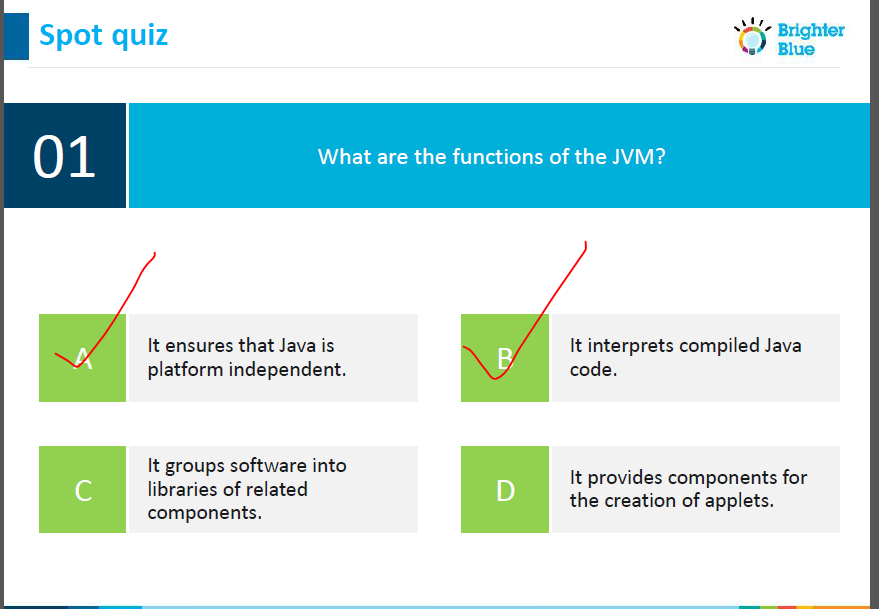 Spot quiz
Brighter
Blue
01
What are the functions of the JVM?
A
It ensures that Java is
platform independent.
B
It interprets compiled Java
code.
C
It groups software into
libraries of related
components.
D
It provides components for
the creation of applets.